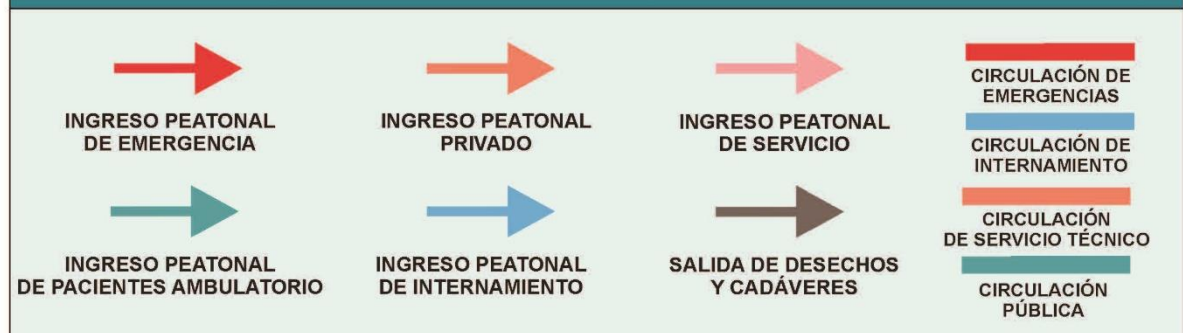 INGRESO PEATONAL
DE EMERGENCIA
INGRESO PEATONAL
PRIVADO
INGRESO PEATONAL
DE SERVICIO
CIRCULACIÓN DE
EMERGENCIAS
CIRCULACIÓN DE
INTERNAMIENTO
INGRESO PEATONAL
DE PACIENTES AMBULATORIO
INGRESO PEATONAL
DE INTERNAMIENTO
SALIDA DE DESECHOS
Y CADÁVERES
CIRCULACIÓN
DE SERVICIO TÉCNICO
CIRCULACIÓN
PÚBLICA